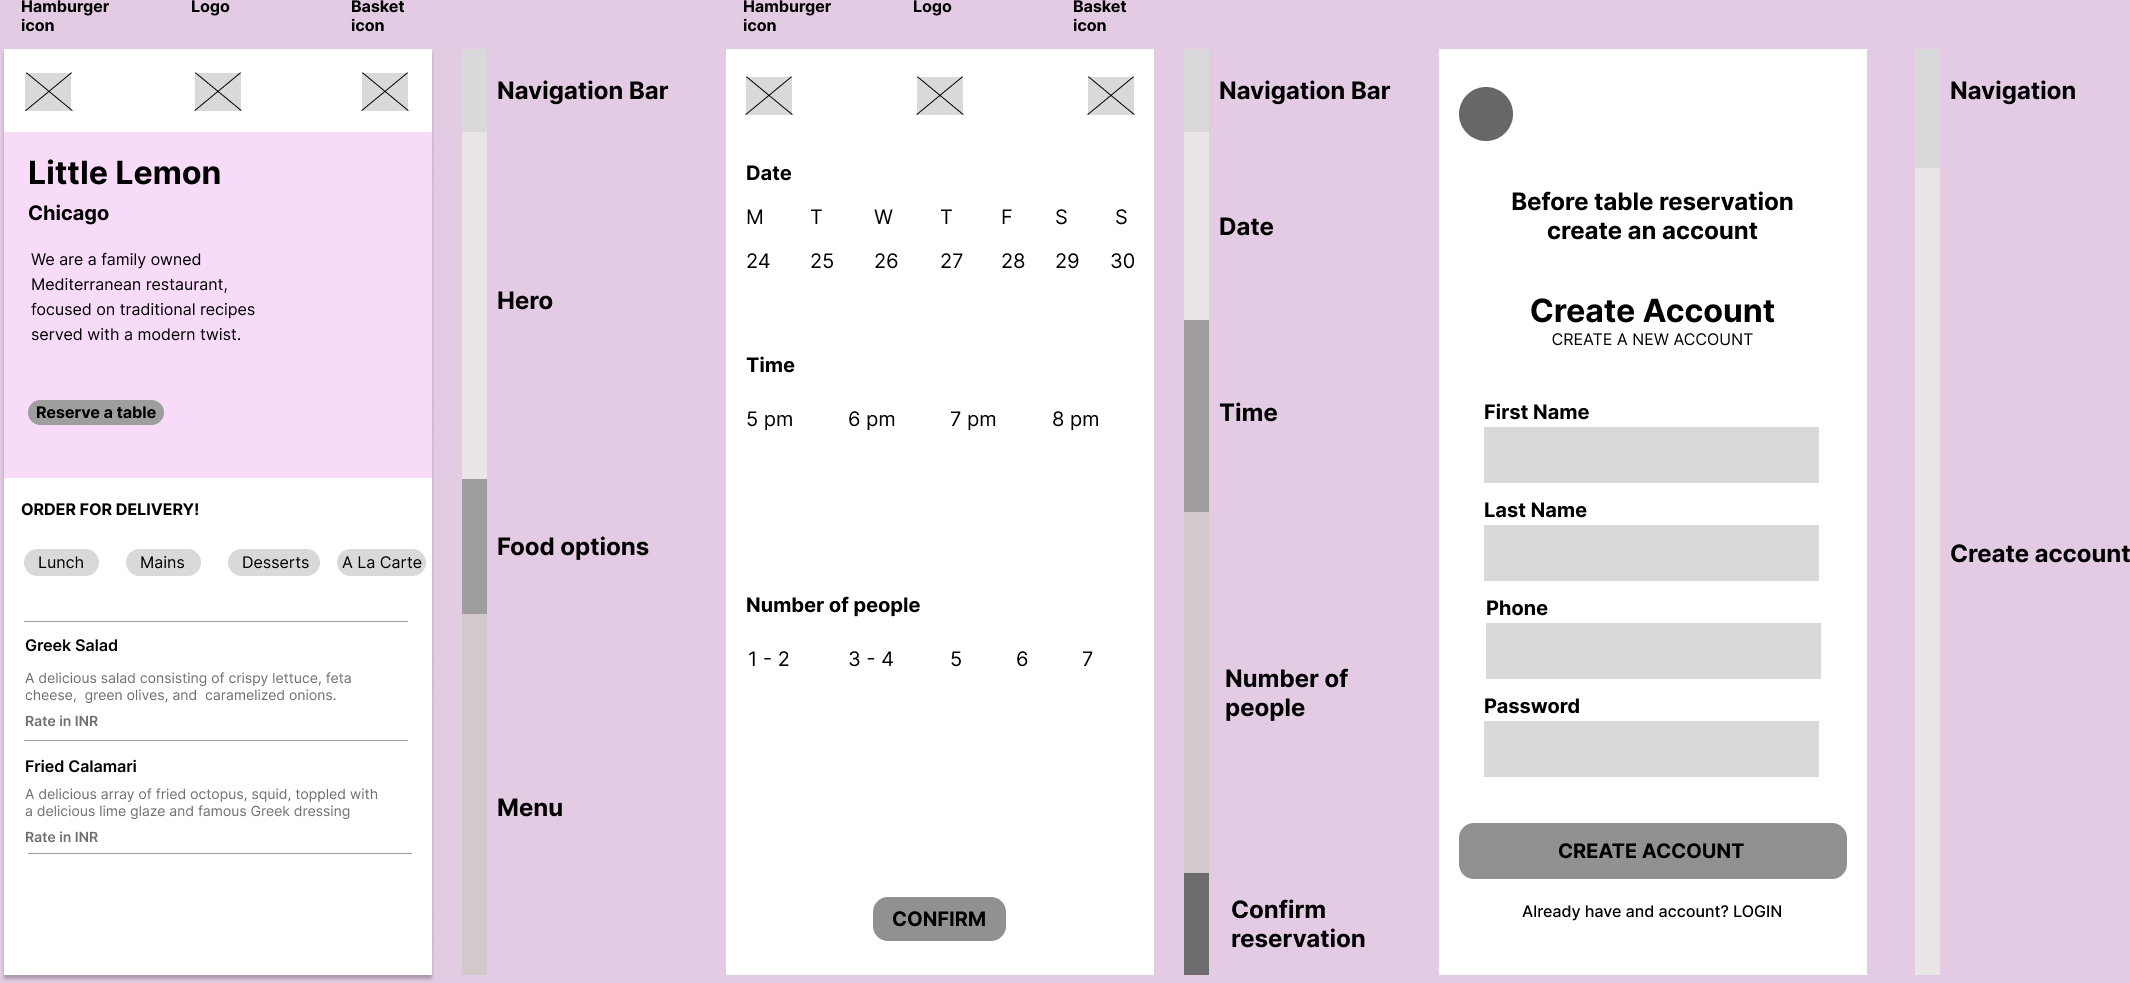 Hamburger
icon
Logo
Basket
icon
Little Lemon
Chicago
We are a family owned
Mediterranean restaurant,
focused on traditional recipes
served with a modern twist.
Reserve a table
ORDER FOR DELIVERY!
Lunch Mains Desserts A La Carte
Greek Salad
A delicious salad consisting of crispy lettuce, feta
cheese, green olives, and caramelized onions.
Rate in INR
Fried Calamari
A delicious array of fried octopus, squid, toppled with
a delicious lime glaze and famous Greek dressing
Rate in INR
Navigation Bar
Hero
Food options
Menu
Hamburger
icon
Logo
Basket
icon
Date
M T W T F S S
24 25 26 27 28 29 30
Time
5 pm 6 pm 7 pm 8 pm
Number of people
1 - 2 3 - 4 5 6 7
CONFIRM
Navigation Bar
Date
Time
Number of
people
Confirm
reservation
Before table reservation
create an account
Create Account
CREATE A NEW ACCOUNT
First Name
Last Name
Phone
Password
CREATE ACCOUNT
Already have and account? LOGIN
Navigation
Create account